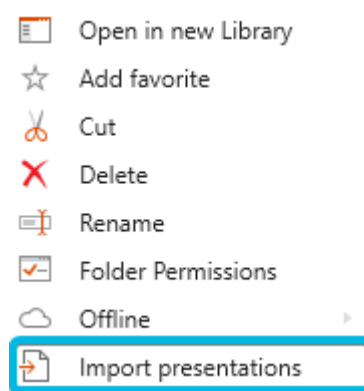 Open in new Library
Add favorite
Cut
Delete
Rename
Folder Permissions
Offline
Import presentations